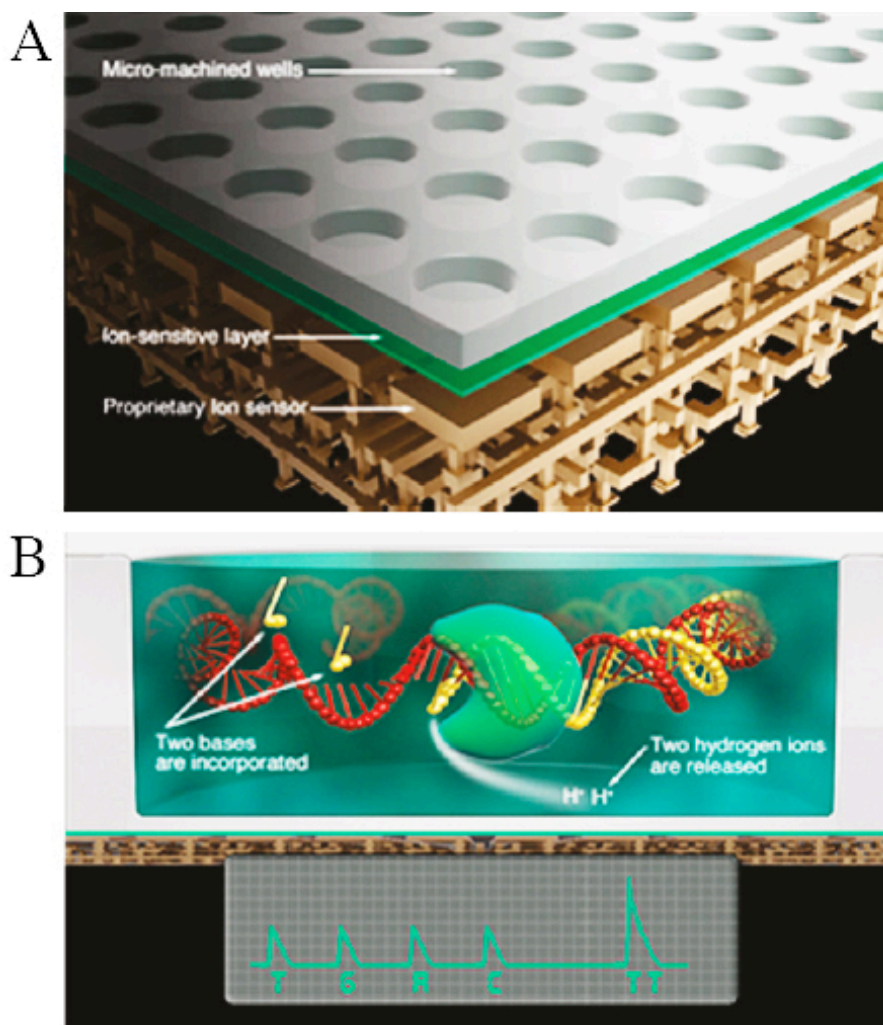 A
Micro-machined wells
Ion-sensitive layer
Proprietary Ion sensor
B
Two bases
are incorporated
Two hydrogen ions
are released
H⁺ H⁺
T G A C TT